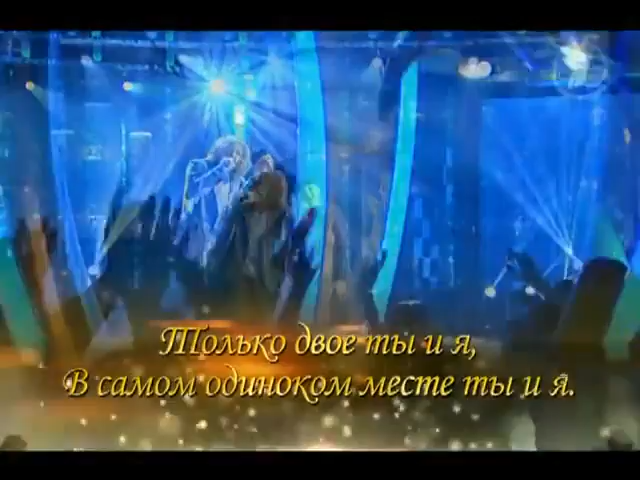 Только двое ты и я,
В самом одиноком месте ты и я.